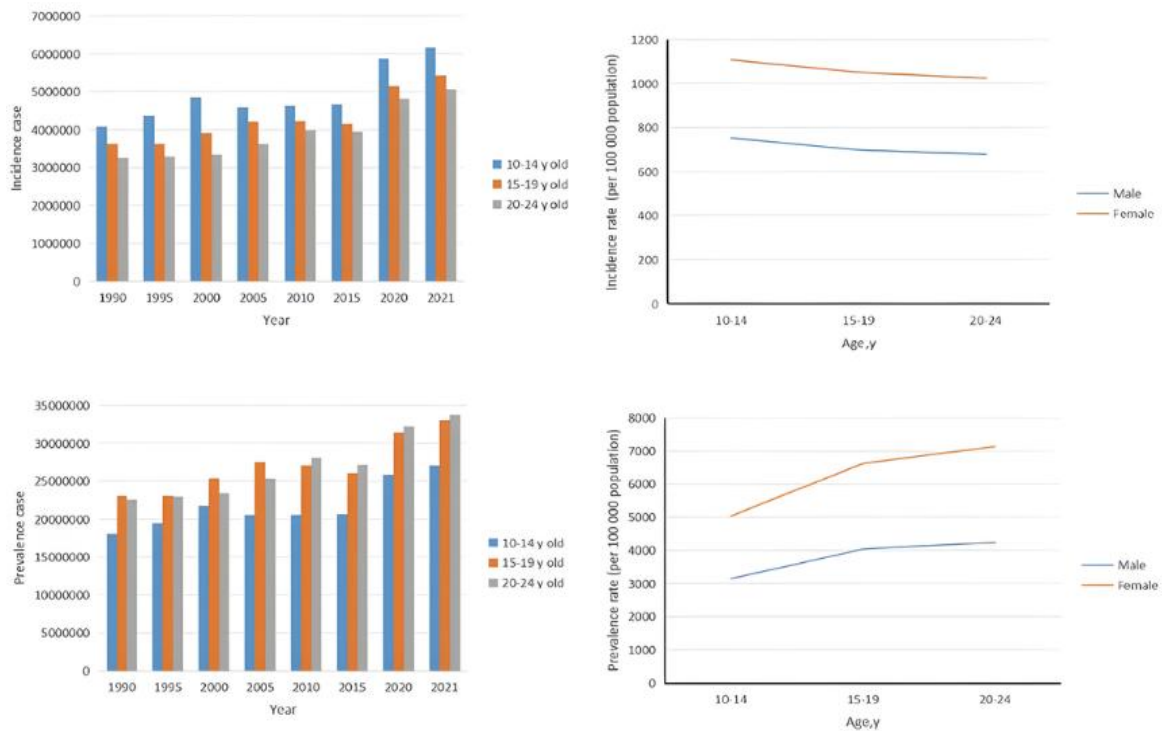 7000000
6000000
5000000
4000000
3000000
2000000
1000000
0
Incidence case
1990 1995 2000 2005 2010 2015 2020 2021
Year
10-14 y old
15-19 y old
20-24 y old
1200
1000
800
600
400
200
0
Incidence rate (per 100 000 population)
10-14 15-19 20-24
Age,y
Male
Female
35000000
30000000
25000000
20000000
15000000
10000000
5000000
0
Prevalence case
1990 1995 2000 2005 2010 2015 2020 2021
Year
10-14 y old
15-19 y old
20-24 y old
8000
7000
6000
5000
4000
3000
2000
1000
0
Prevalence rate (per 100 000 population)
10-14 15-19 20-24
Age,y
Male
Female